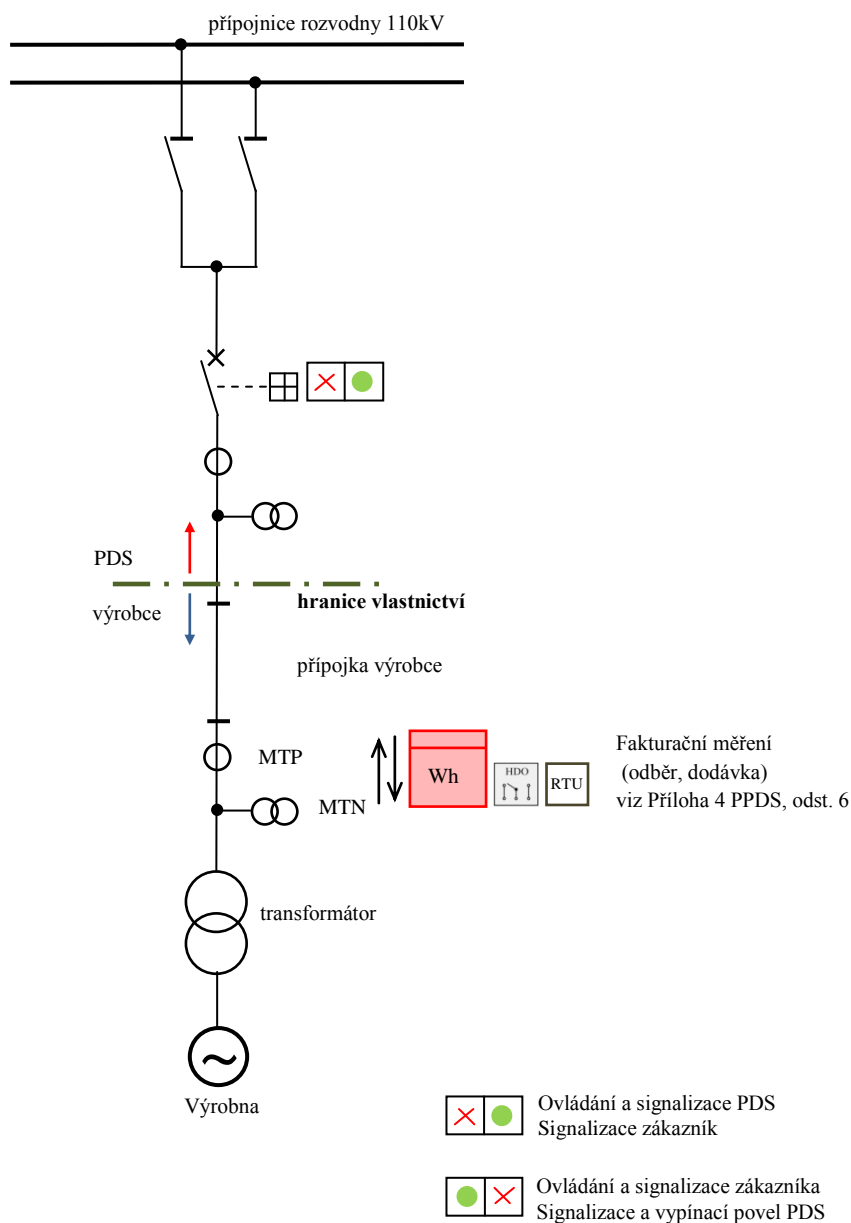 přípojnice rozvodny 110kV
PDS
hranice vlastnictví
výrobce
přípojka výrobce
MTP
MTN
Wh
HDO
RTU
Fakturační měření
(odběr, dodávka)
viz Příloha 4 PPDS, odst. 6
transformátor
Výrobna
Ovládání a signalizace PDS
Signalizace zákazník
Ovládání a signalizace zákazníka
Signalizace a vypínací povel PDS